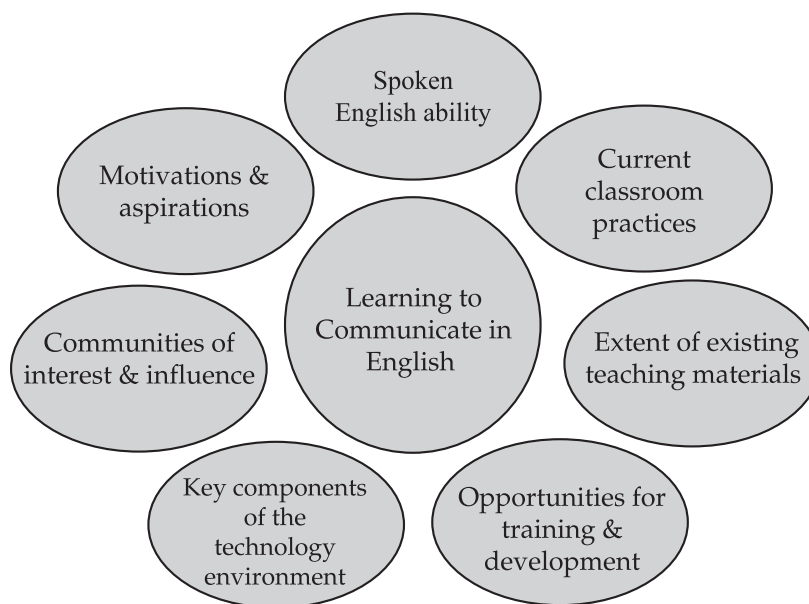 Spoken
English ability
Motivations &
aspirations
Current
classroom
practices
Learning to
Communicate in
English
Communities of
interest & influence
Extent of existing
teaching materials
Key components
of the
technology
environment
Opportunities for
training &
development